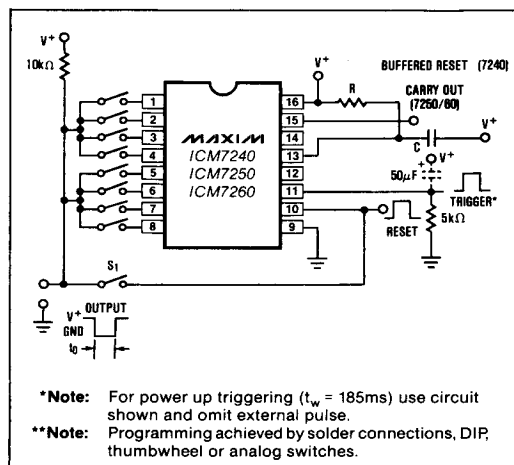 V+
10kΩ
V+
BUFFERED RESET (7240)
CARRY OUT
(7250/60)
R
V+
C
1
2
3
4
5
6
7
8
MAXIM
ICM7240
ICM7250
ICM7260
16
15
14
13
12
11
10
9
+
V+
50μF
TRIGGER*
5kΩ
RESET
S1
OUTPUT
V+
GND
to
*Note: For power up triggering (tw = 185ms) use circuit
shown and omit external pulse.
**Note: Programming achieved by solder connections, DIP,
thumbwheel or analog switches.